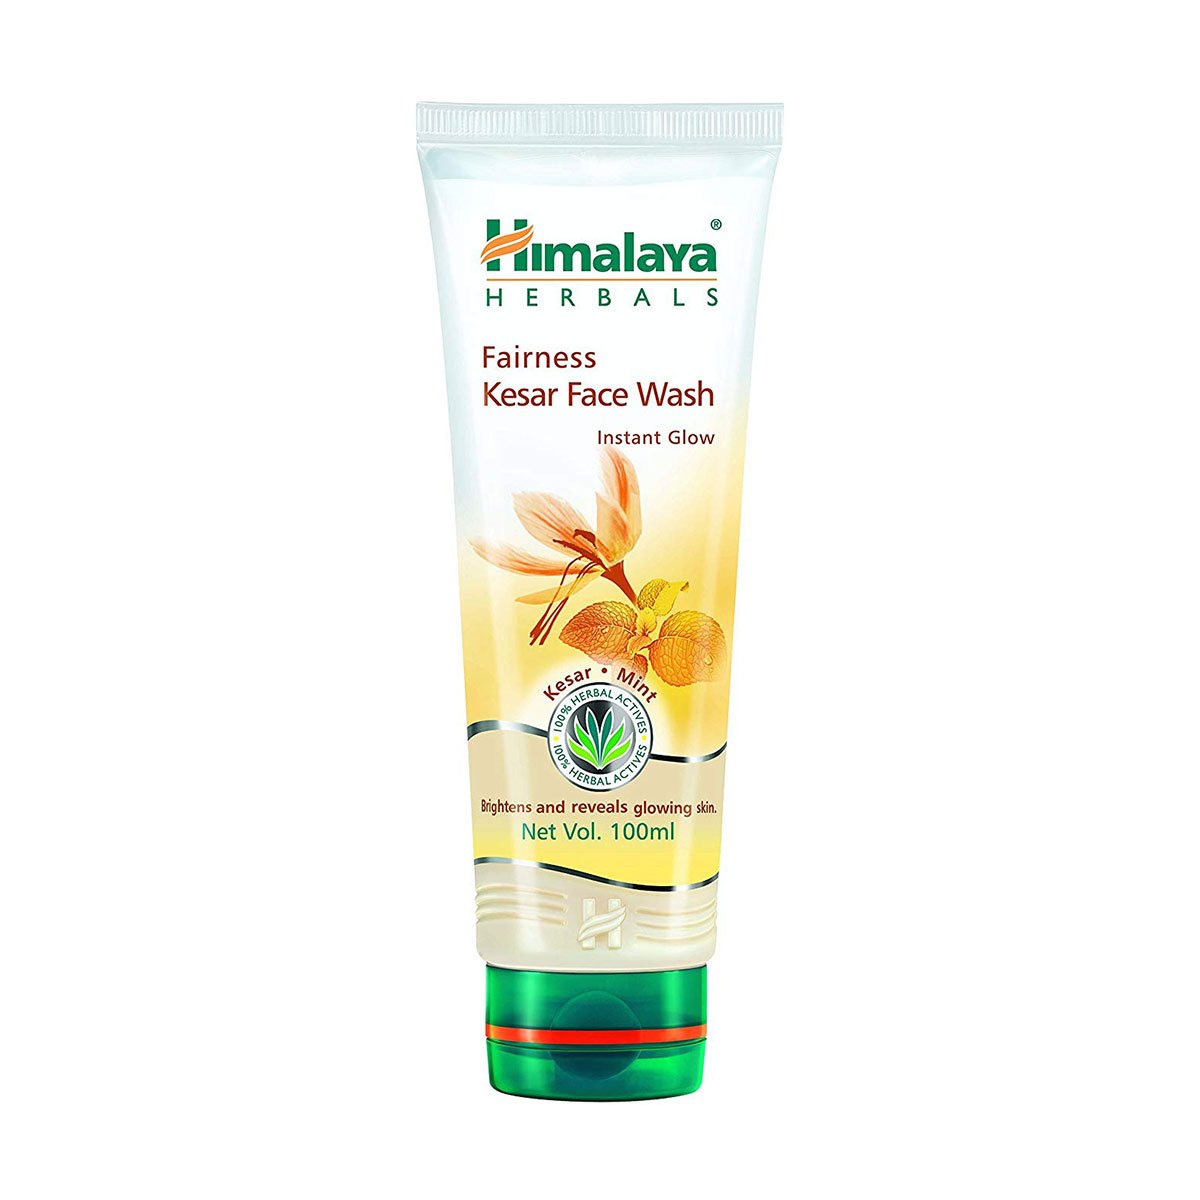 Himalaya®
HERBALS
Fairness
Kesar Face Wash
Instant Glow
Kesar • Mint
100% HERBAL ACTIVES
100% HERBAL ACTIVES
Brightens and reveals glowing skin.
Net Vol. 100ml
H